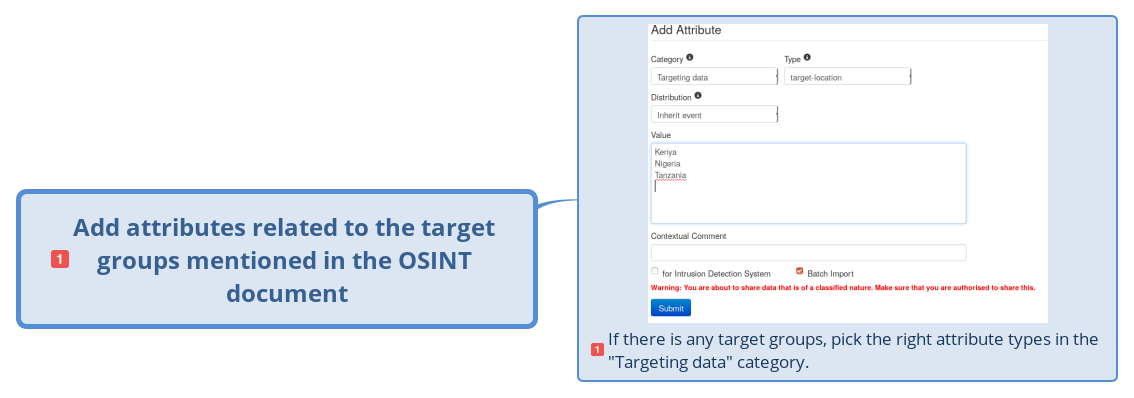 1
Add attributes related to the target
groups mentioned in the OSINT
document
Add Attribute
Category Type
Targeting data target-location
Distribution
Inherit event
Value
Kenya
Nigeria
Tanzania
Contextual Comment
for Intrusion Detection System Batch Import
Warning: You are about to share data that is of a classified nature. Make sure that you are authorised to share this.
Submit
1
If there is any target groups, pick the right attribute types in the
"Targeting data" category.